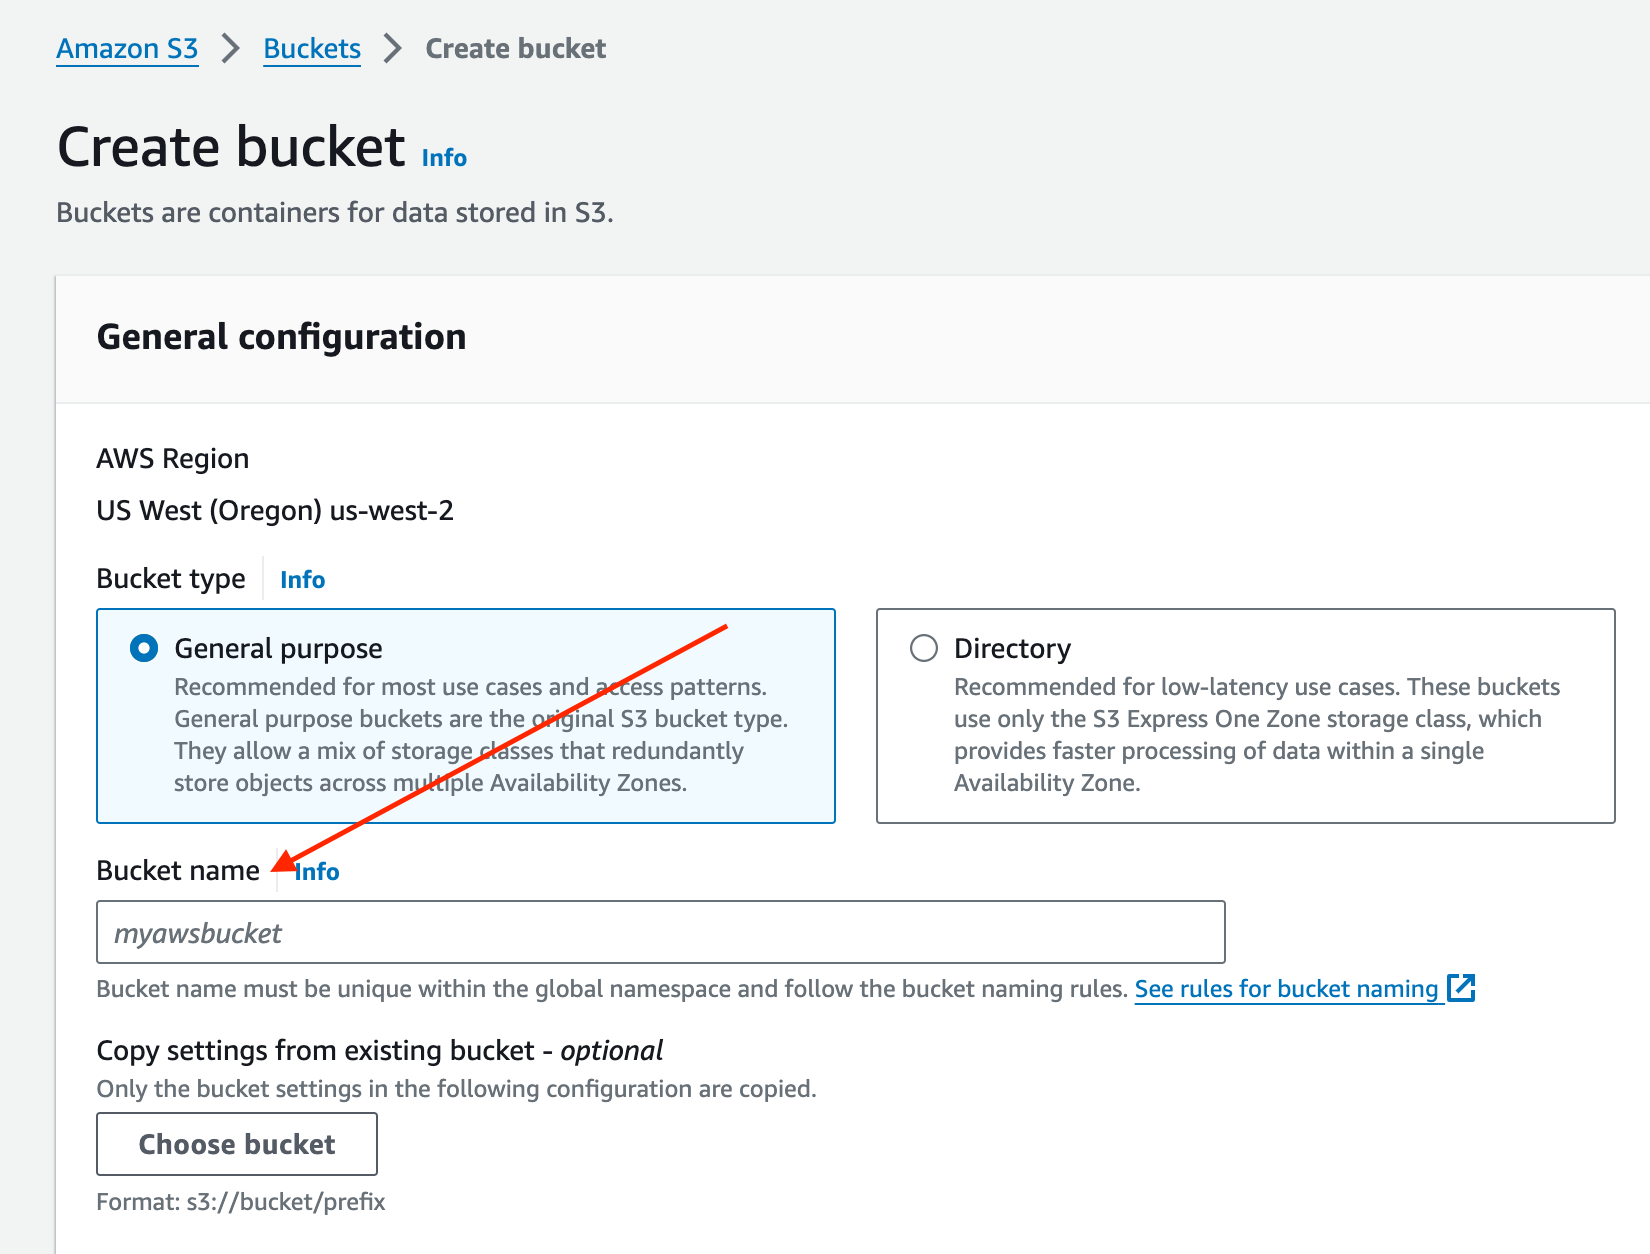 Amazon S3 > Buckets > Create bucket
Create bucket Info
Buckets are containers for data stored in S3.
General configuration
AWS Region
US West (Oregon) us-west-2
Bucket type Info
General purpose
Recommended for most use cases and access patterns.
General purpose buckets are the original S3 bucket type.
They allow a mix of storage classes that redundantly
store objects across multiple Availability Zones.
Directory
Recommended for low-latency use cases. These buckets
use only the S3 Express One Zone storage class, which
provides faster processing of data within a single
Availability Zone.
Bucket name Info
myawsbucket
Bucket name must be unique within the global namespace and follow the bucket naming rules. See rules for bucket naming
Copy settings from existing bucket - optional
Only the bucket settings in the following configuration are copied.
Choose bucket
Format: s3://bucket/prefix